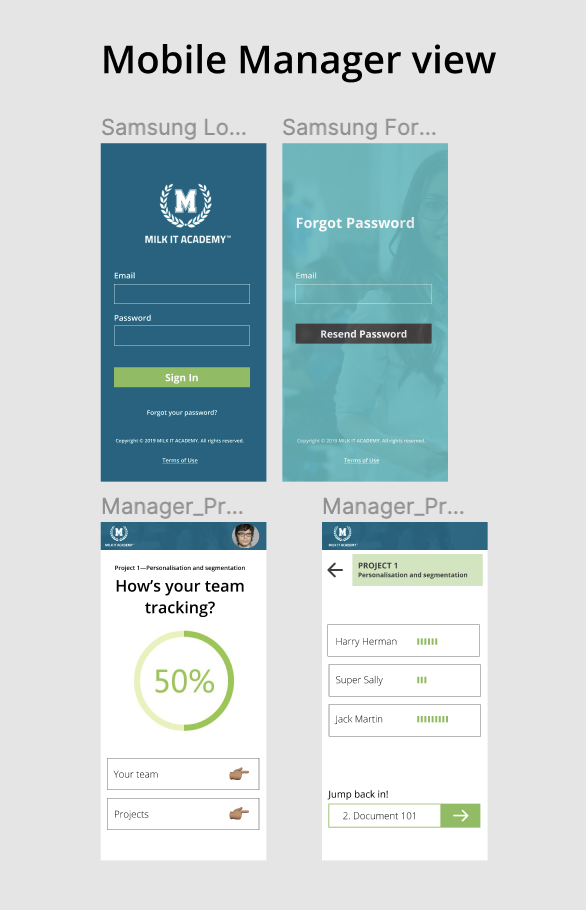 Mobile Manager view
Samsung Lo...
Samsung For...
M
MILK IT ACADEMY™
Email
Password
Sign In
Forgot your password?
Copyright © 2019 MILK IT ACADEMY. All rights reserved.
Terms of Use
Forgot Password
Email
Resend Password
Copyright © 2019 MILK IT ACADEMY. All rights reserved.
Terms of Use
Manager_Pr...
Manager_Pr...
M
MILK IT ACADEMY™
Project 1—Personalisation and segmentation
How’s your team
tracking?
50%
Your team
Projects
M
MILK IT ACADEMY™
PROJECT 1
Personalisation and segmentation
Harry Herman
Super Sally
Jack Martin
Jump back in!
2. Document 101